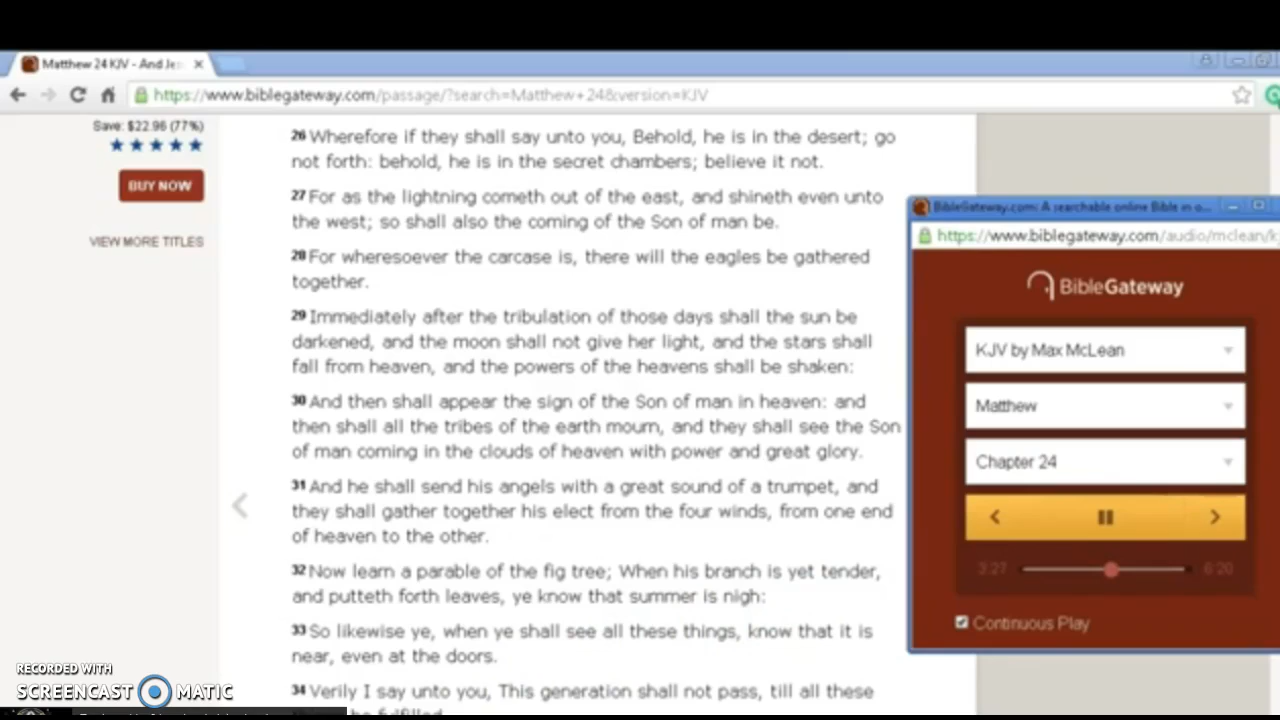 Matthew 24 KJV - And Je
https://www.biblegateway.com/passage/?search=Matthew+24&version=KJV
Save: $22.96 (77%)
BUY NOW
VIEW MORE TITLES
26 Wherefore if they shall say unto you, Behold, he is in the desert; go
not forth: behold, he is in the secret chambers; believe it not.
27 For as the lightning cometh out of the east, and shineth even unto
the west; so shall also the coming of the Son of man be.
28 For wheresoever the carcase is, there will the eagles be gathered
together.
29 Immediately after the tribulation of those days shall the sun be
darkened, and the moon shall not give her light, and the stars shall
fall from heaven, and the powers of the heavens shall be shaken:
30 And then shall appear the sign of the Son of man in heaven: and
then shall all the tribes of the earth mourn, and they shall see the Son
of man coming in the clouds of heaven with power and great glory.
31 And he shall send his angels with a great sound of a trumpet, and
they shall gather together his elect from the four winds, from one end
of heaven to the other.
32 Now learn a parable of the fig tree; When his branch is yet tender,
and putteth forth leaves, ye know that summer is nigh:
33 So likewise ye, when ye shall see all these things, know that it is
near, even at the doors.
34 Verily I say unto you, This generation shall not pass, till all these
be fulfilled
BibleGateway.com: A searchable online Bible in o...
https://www.biblegateway.com/audio/mclean/k
BibleGateway
KJV by Max McLean
Matthew
Chapter 24
3:27 6:20
Continuous Play
RECORDED WITH
SCREENCAST MATIC